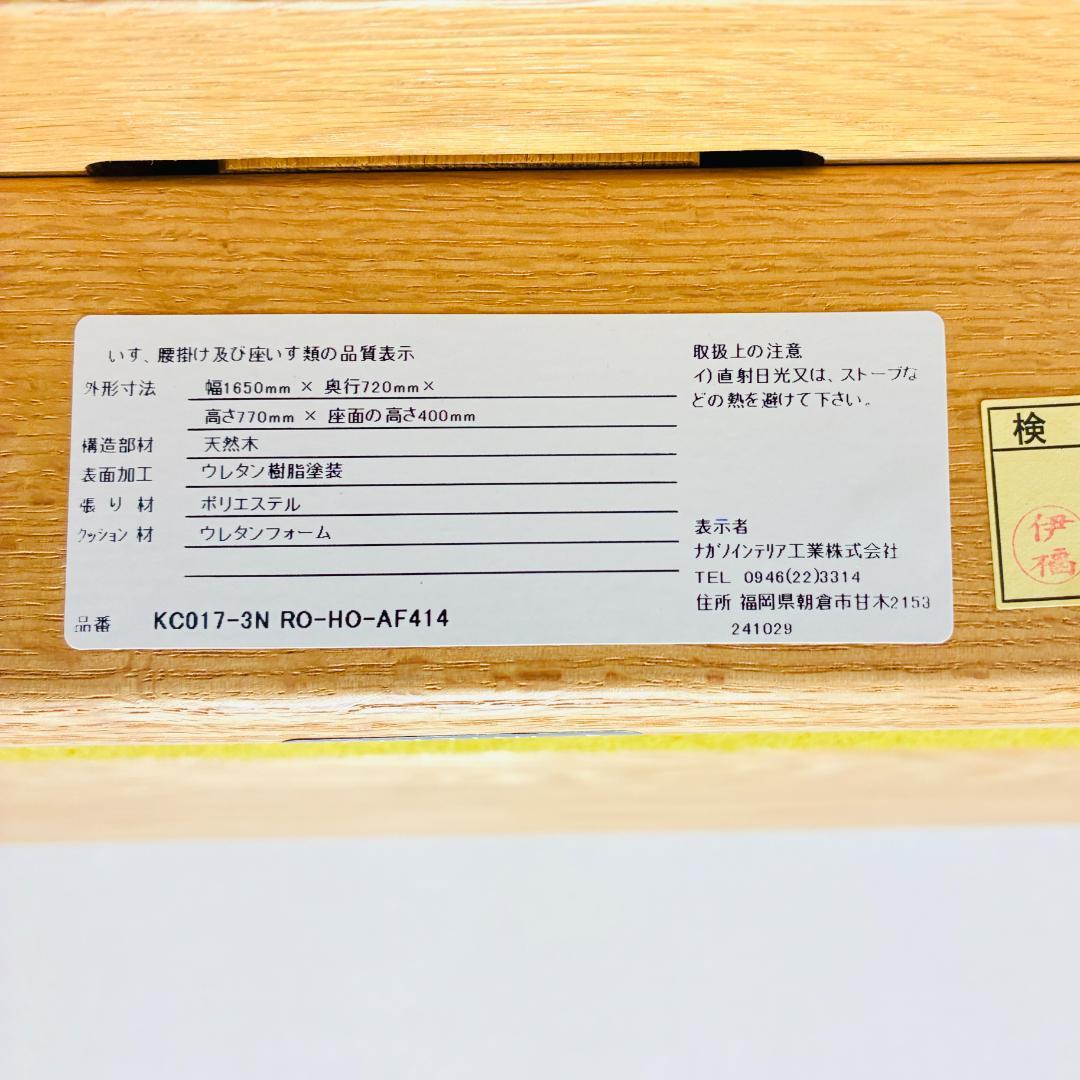 いす、腰掛け及び座いす類の品質表示
外形寸法 幅1650mm × 奥行720mm×
高さ770mm × 座面の高さ400mm
構造部材 天然木
表面加工 ウレタン樹脂塗装
張り材 ポリエステル
クッション材 ウレタンフォーム
品番 KC017-3N RO-HO-AF414
取扱上の注意
イ)直射日光又は、ストーブな
どの熱を避けて下さい。
表示者
ナガノインテリア工業株式会社
TEL 0946(22)3314
住所 福岡県朝倉市甘木2153
241029
検
伊